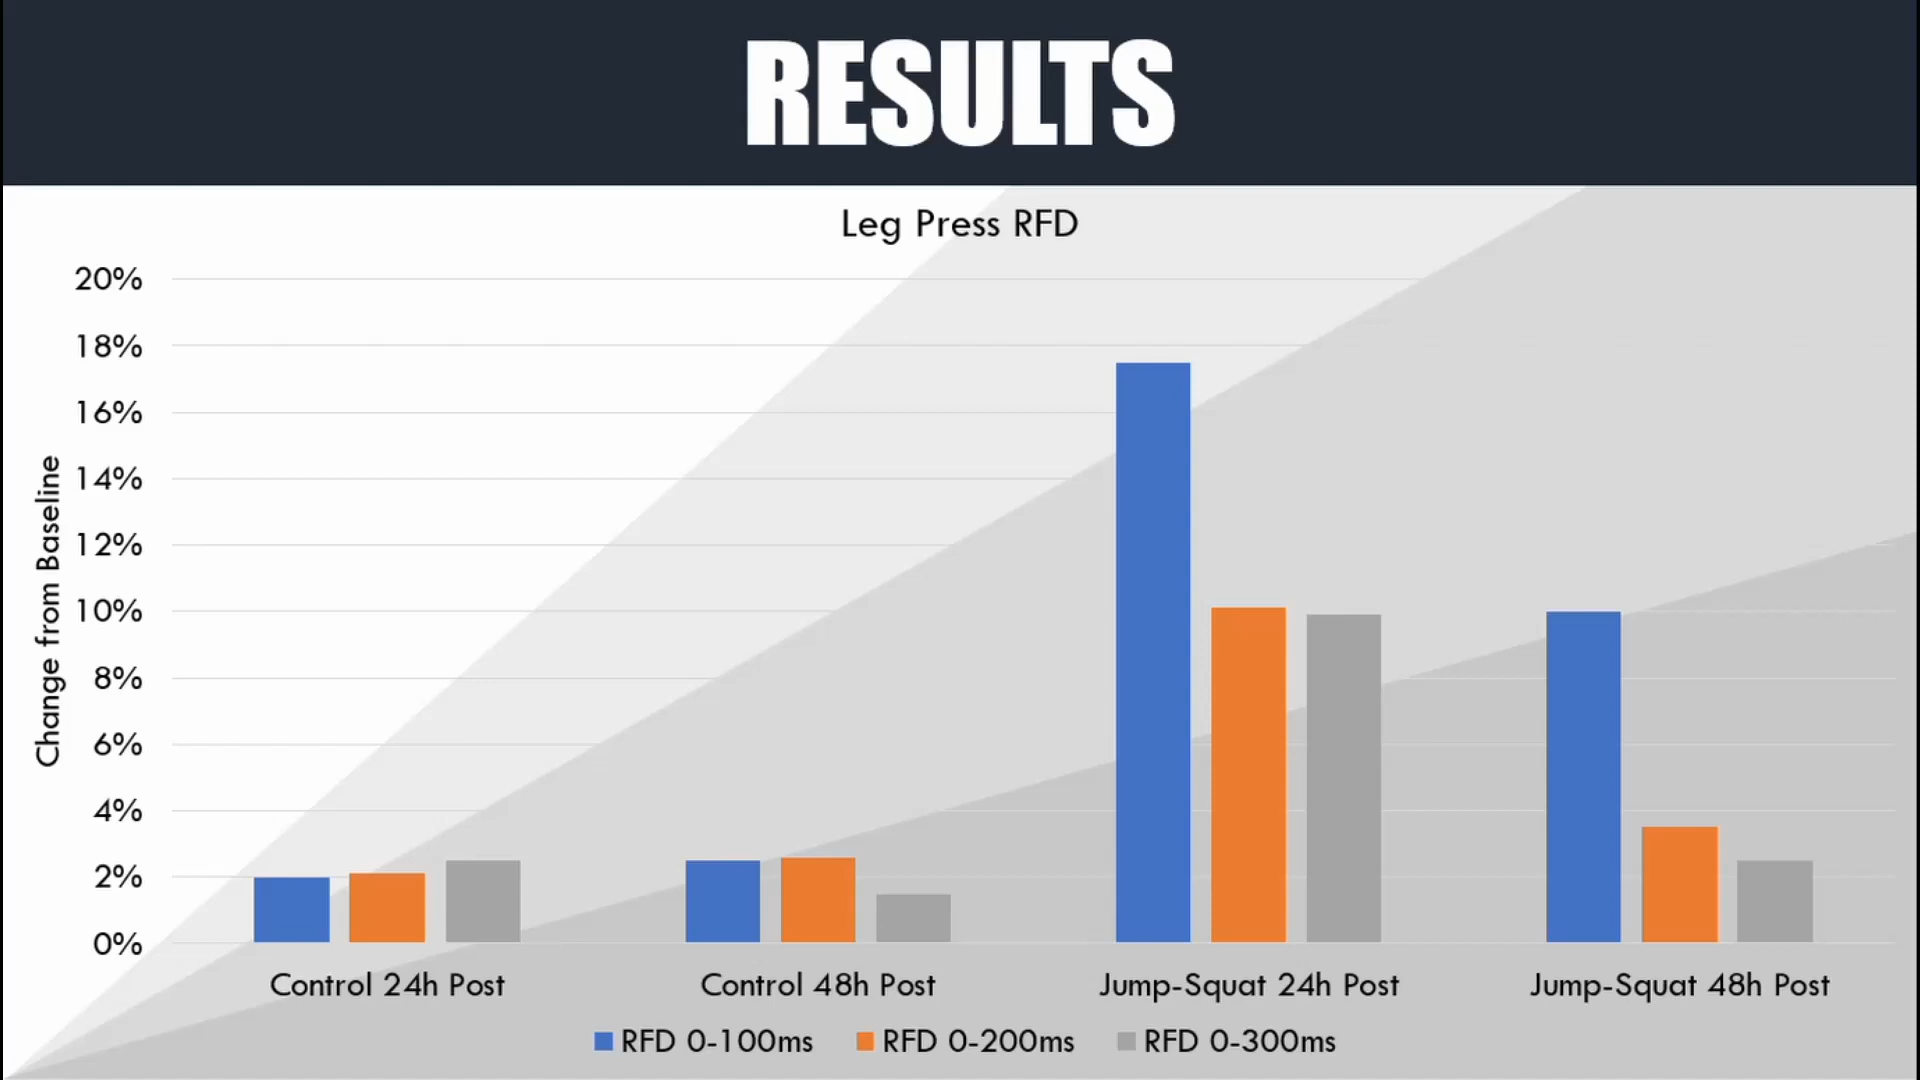 RESULTS
Leg Press RFD
Change from Baseline
20%
18%
16%
14%
12%
10%
8%
6%
4%
2%
0%
Control 24h Post
Control 48h Post
Jump-Squat 24h Post
Jump-Squat 48h Post
RFD 0-100ms
RFD 0-200ms
RFD 0-300ms